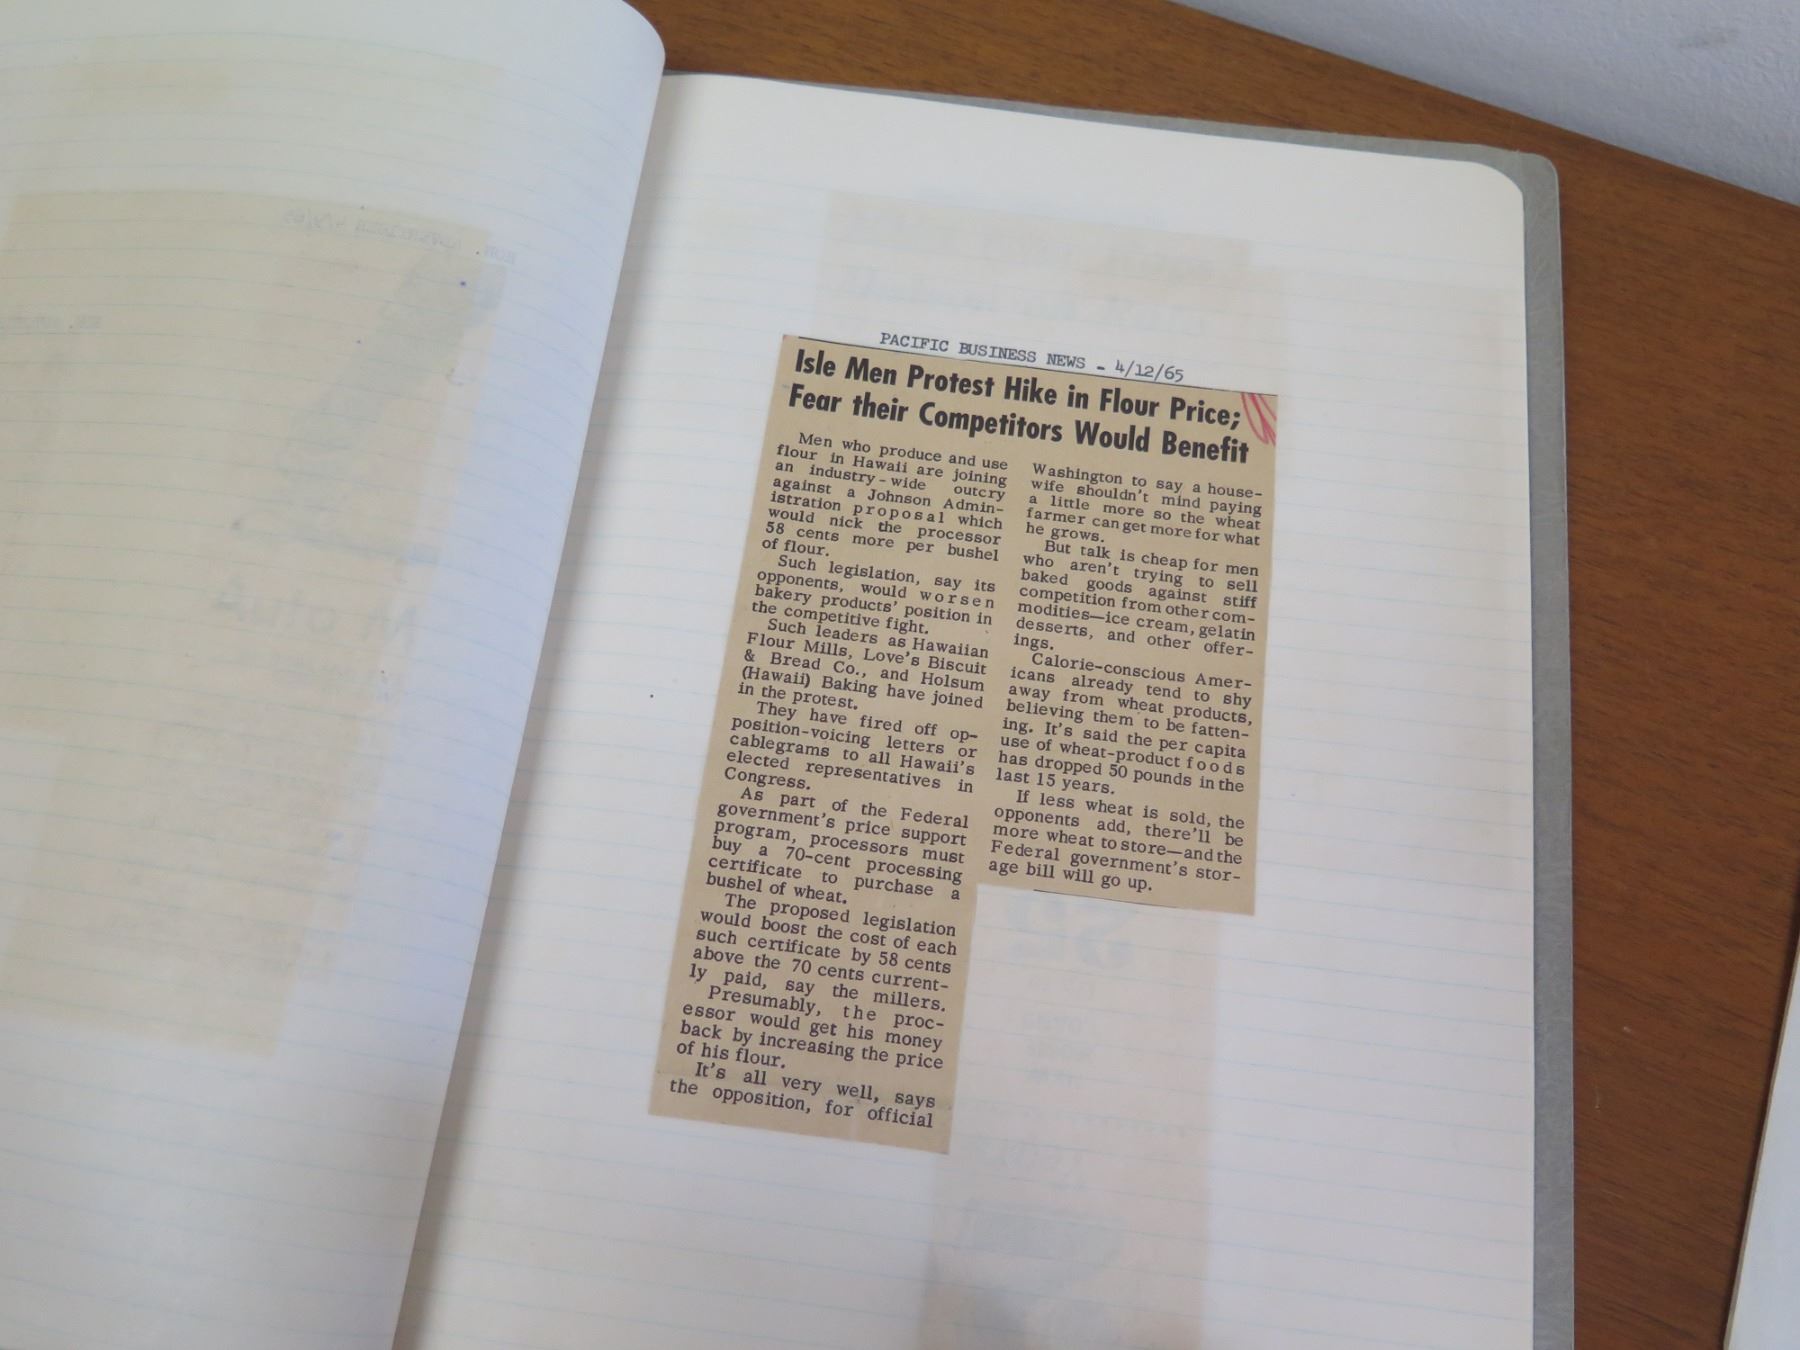 PACIFIC BUSINESS NEWS - 4/12/65
Isle Men Protest Hike in Flour Price;
Fear their Competitors Would Benefit
Men who produce and use
flour in Hawaii are joining
an industry-wide outcry
against a Johnson Admin-
istration proposal which
would nick the processor
58 cents more per bushel
of flour.
Such legislation, say its
opponents, would worsen
bakery products' position in
the competitive fight.
Such leaders as Hawaiian
Flour Mills, Love's Biscuit
& Bread Co., and Holsum
(Hawaii) Baking have joined
in the protest.
They have fired off op-
position-voicing letters or
cablegrams to all Hawaii's
elected representatives in
Congress.
As part of the Federal
government's price support
program, processors must
buy a 70-cent processing
certificate to purchase a
bushel of wheat.
The proposed legislation
would boost the cost of each
such certificate by 58 cents
above the 70 cents current-
ly paid, say the millers.
Presumably, the proc-
essor would get his money
back by increasing the price
of his flour.
It's all very well, says
the opposition, for official
Washington to say a house-
wife shouldn't mind paying
a little more so the wheat
farmer can get more for what
he grows.
But talk is cheap for men
who aren't trying to sell
baked goods against stiff
competition from other com-
modities—ice cream, gelatin
desserts, and other offer-
ings.
Calorie-conscious Amer-
icans already tend to shy
away from wheat products,
believing them to be fatten-
ing. It's said the per capita
use of wheat-product foods
has dropped 50 pounds in the
last 15 years.
If less wheat is sold, the
opponents add, there'll be
more wheat to store—and the
Federal government's stor-
age bill will go up.